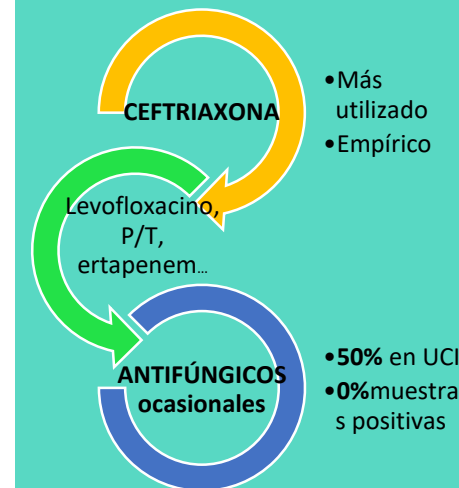 CEFTRIAXONA
•Más
utilizado
•Empírico
Levofloxacino,
P/T,
ertapenem…
ANTIFÚNGICOS
ocasionales
•50% en UCI
•0%muestra
s positivas